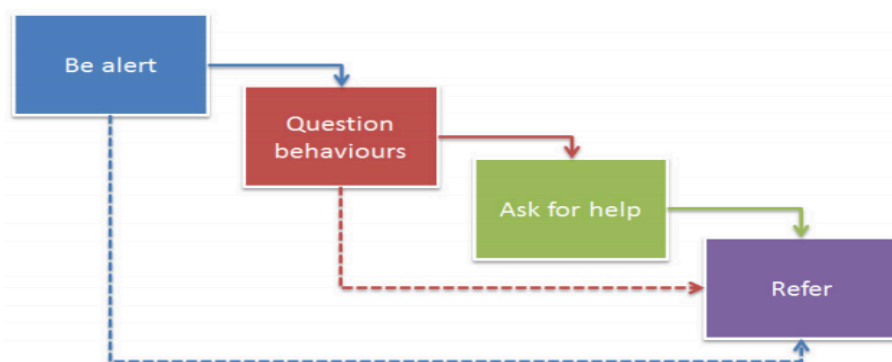 Be alert
Question
behaviours
Ask for help
Refer